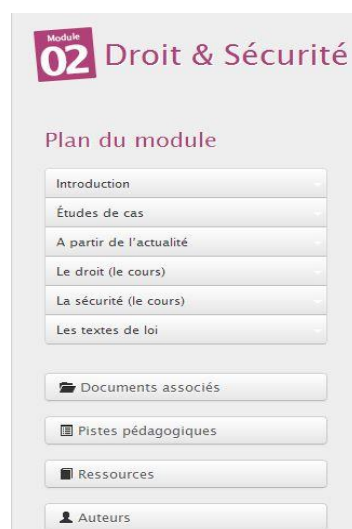 Module
02 Droit & Sécurité
Plan du module
Introduction
Études de cas
A partir de l'actualité
Le droit (le cours)
La sécurité (le cours)
Les textes de loi
Documents associés
Pistes pédagogiques
Ressources
Auteurs